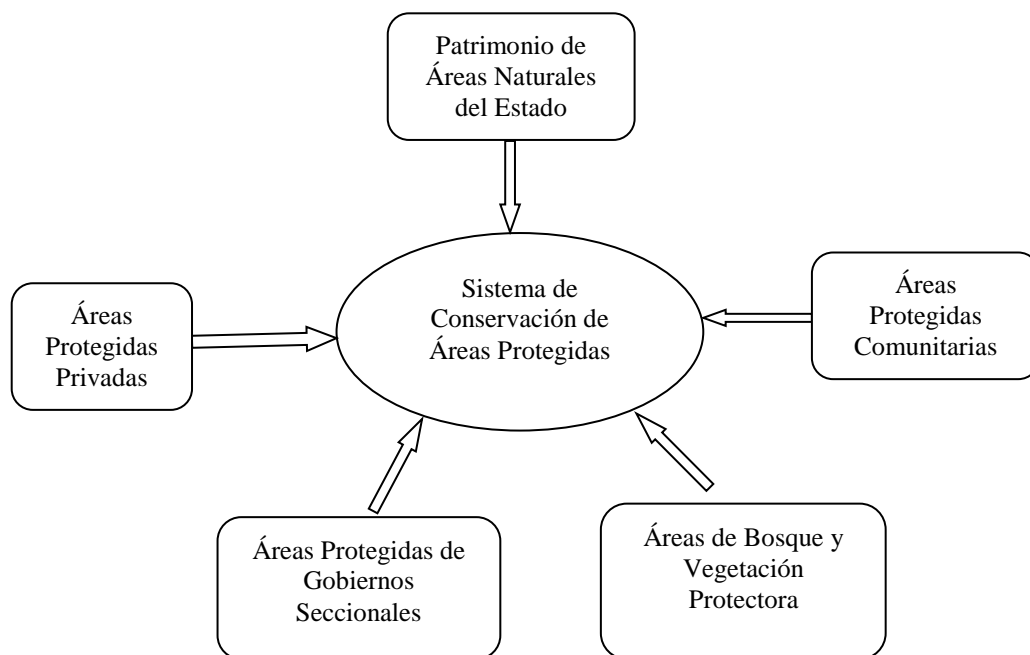 Patrimonio de
Áreas Naturales
del Estado
Sistema de
Conservación de
Áreas Protegidas
Áreas
Protegidas
Comunitarias
Áreas
Protegidas
Privadas
Áreas Protegidas de
Gobiernos
Seccionales
Áreas de Bosque y
Vegetación
Protectora